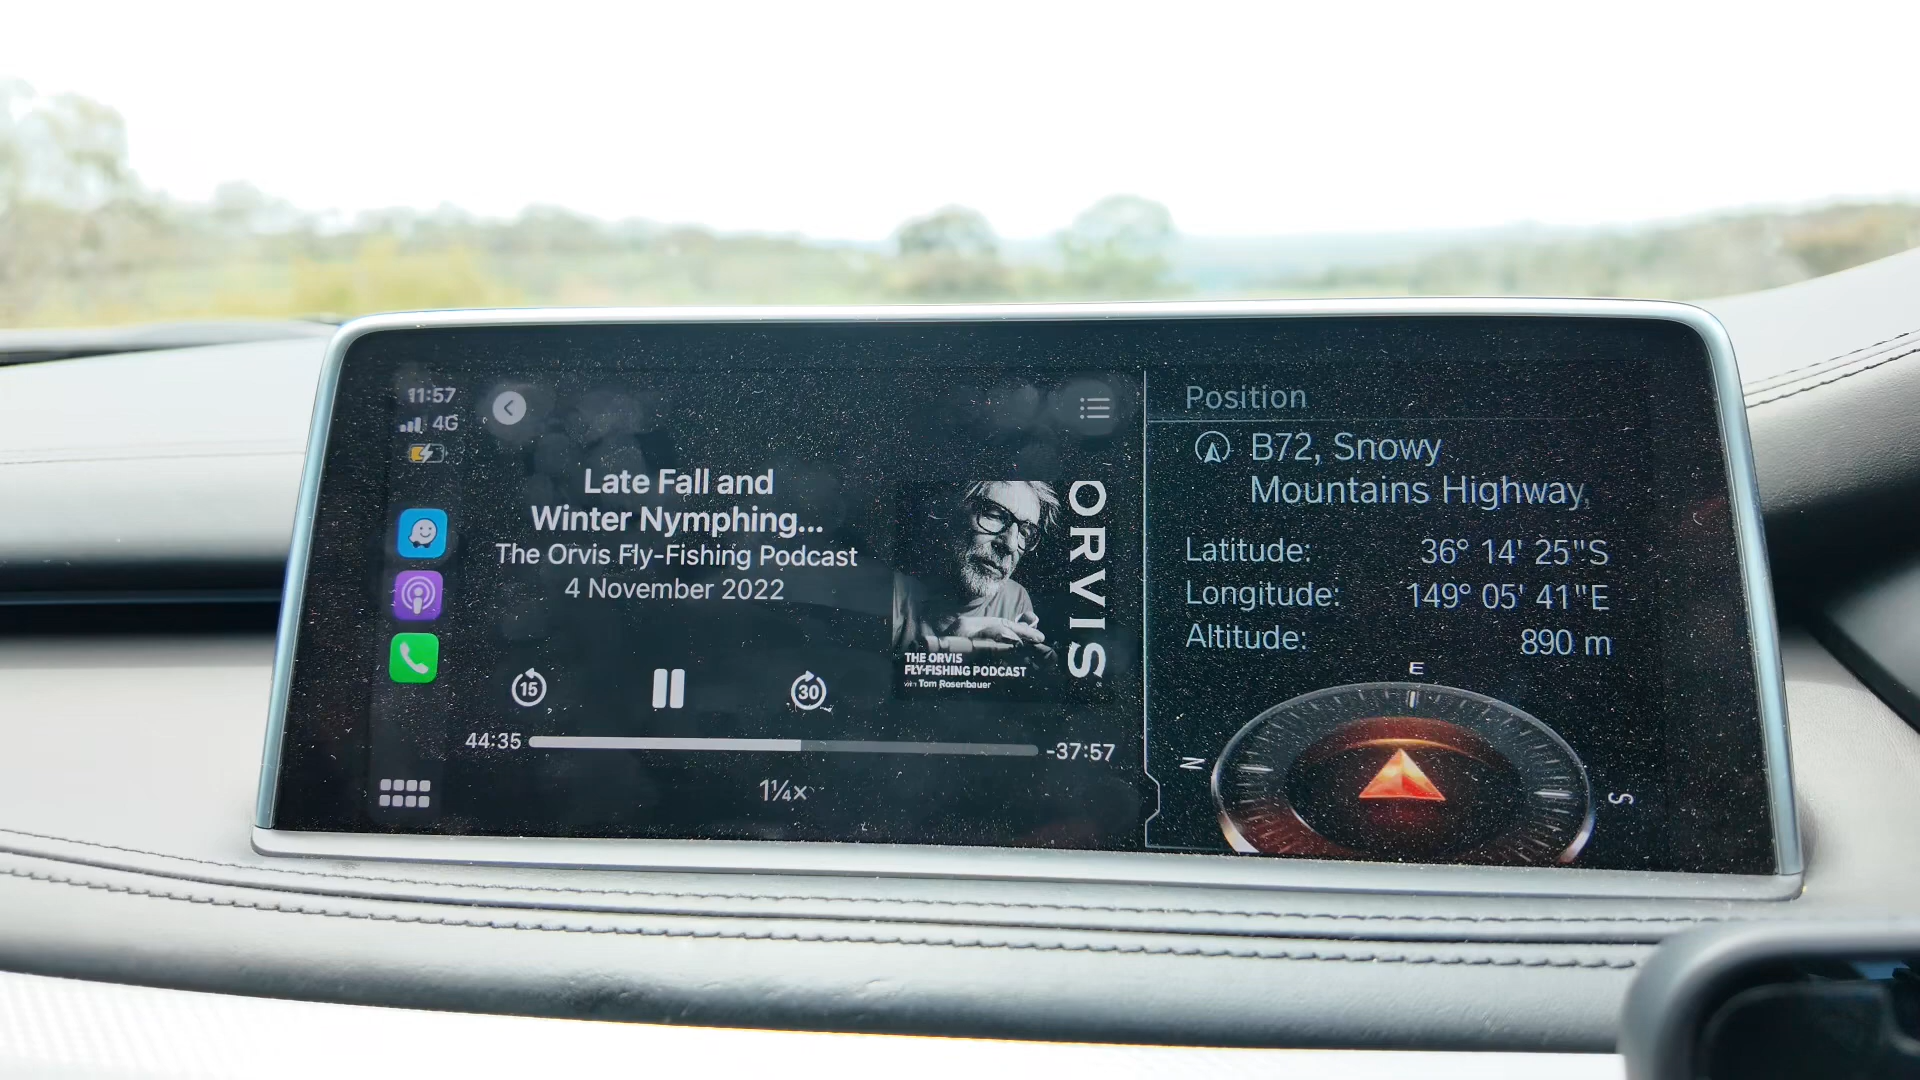 11:57
4G
Late Fall and
Winter Nymphing...
The Orvis Fly-Fishing Podcast
4 November 2022
15
30
44:35
-37:57
1¼×
ORVIS
THE ORVIS
FLY-FISHING PODCAST
with Tom Rosenbauer
Position
B72, Snowy
Mountains Highway,
Latitude: 36° 14' 25"S
Longitude: 149° 05' 41"E
Altitude: 890 m
E
N
S